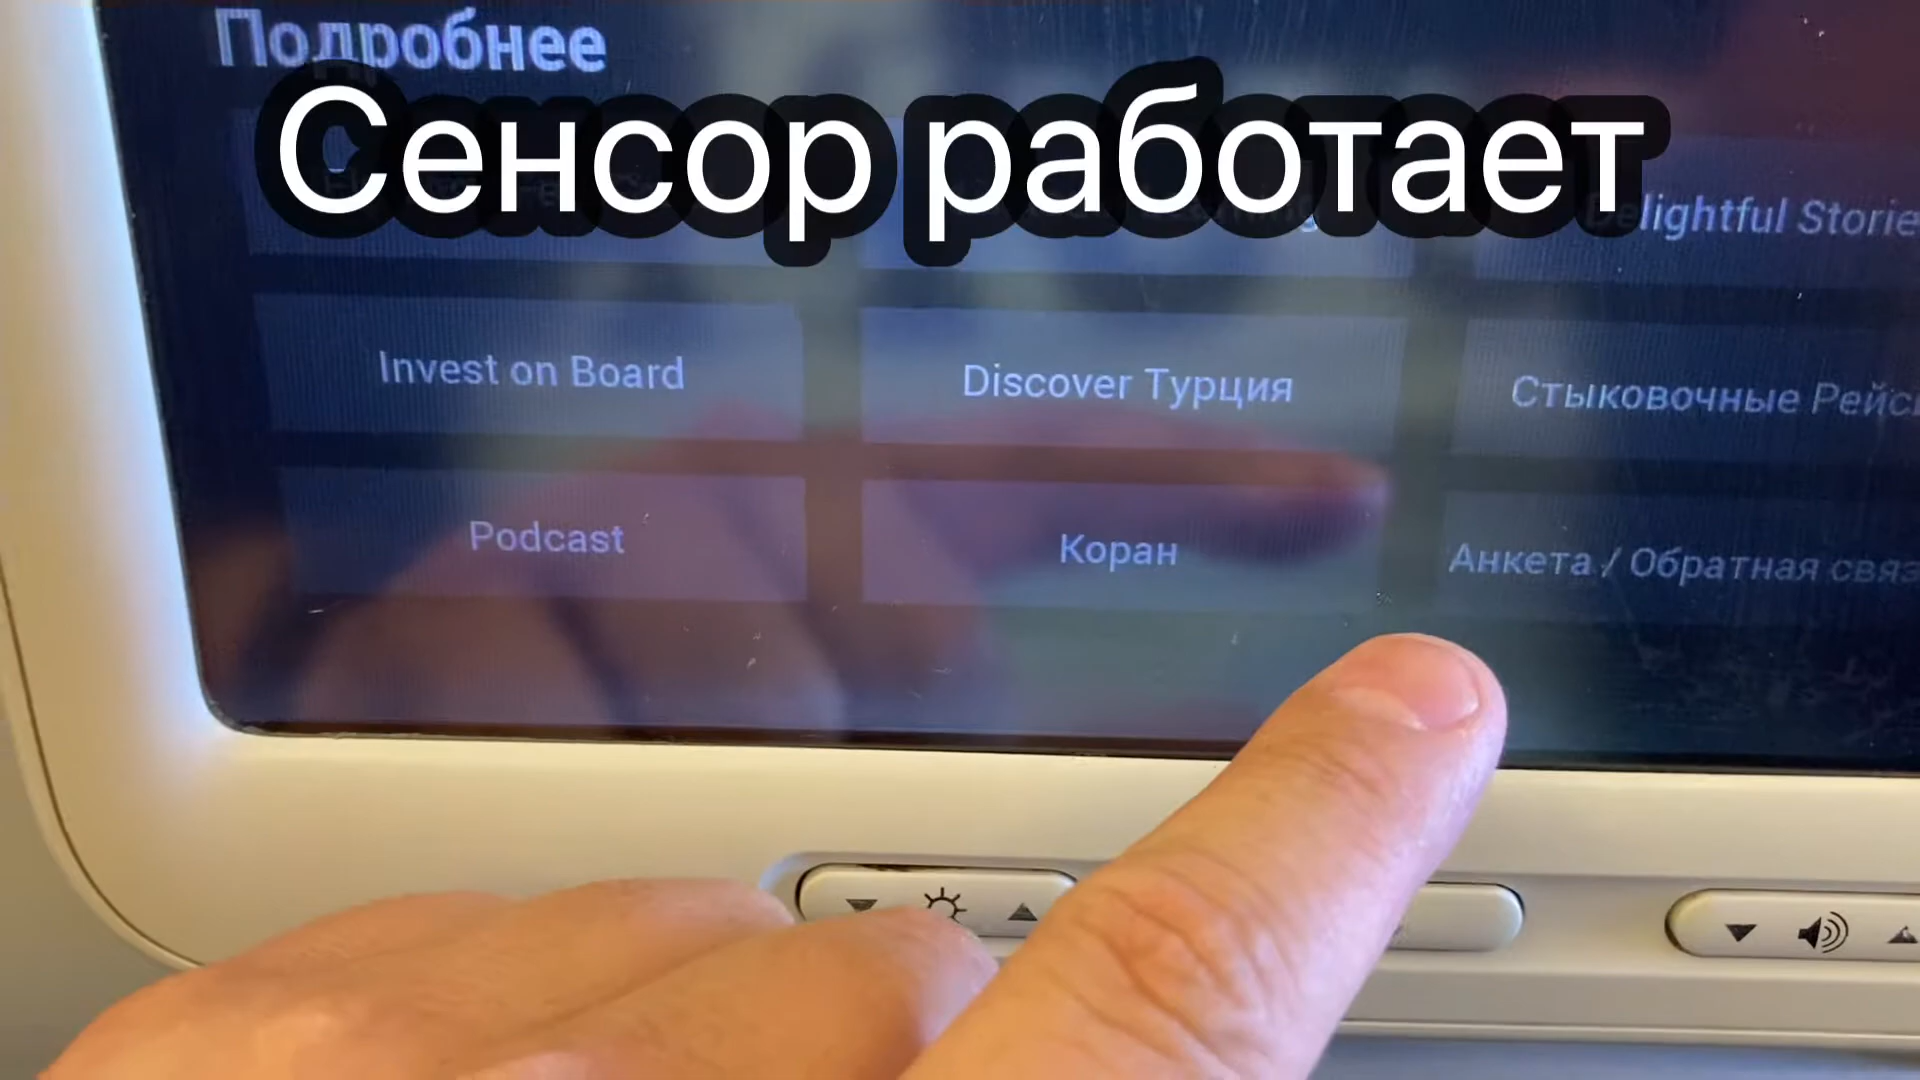 Подробнее
Сенсор работает
Delightful Storie
Invest on Board
Discover Турция
Стыковочные Рейс
Podcast
Коран
Анкета / Обратная связ